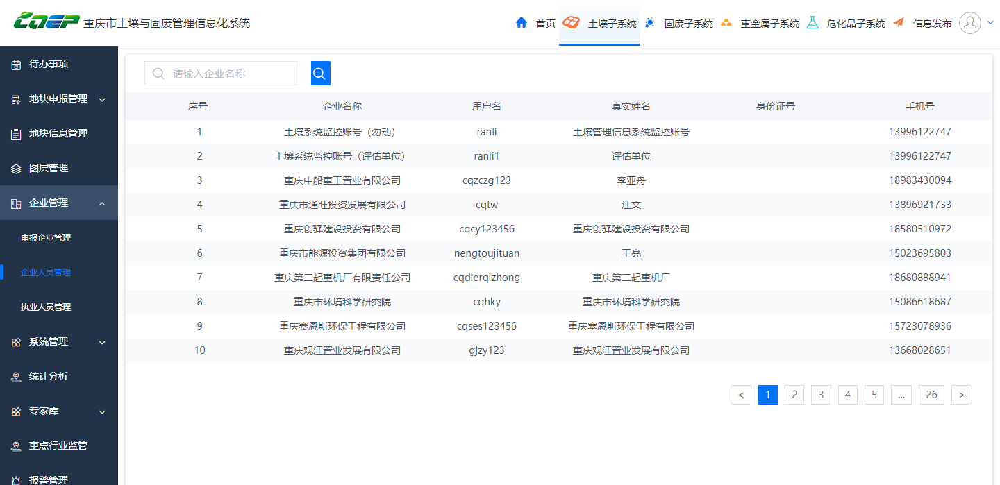 CQEP 重庆市土壤与固废管理信息化系统 首页 土壤子系统 固废子系统 重金属子系统 危化品子系统 信息发布
待办事项
地块申报管理
地块信息管理
图层管理
企业管理
申报企业管理
企业人员管理
执业人员管理
系统管理
统计分析
专家库
重点行业监管
报警管理
请输入企业名称
序号 企业名称 用户名 真实姓名 身份证号 手机号
1 土壤系统监控账号（勿动） ranli 土壤管理信息系统监控账号 13996122747
2 土壤系统监控账号（评估单位） ranli1 评估单位 13996122747
3 重庆中船重工置业有限公司 cqzczg123 李亚舟 18983430094
4 重庆市通旺投资发展有限公司 cqtw 江文 13896921733
5 重庆创驿建设投资有限公司 cqcy123456 重庆创驿建设投资有限公司 18580510972
6 重庆市能源投资集团有限公司 nengtoujituan 王亮 15023695803
7 重庆第二起重机厂有限责任公司 cqdierqizhong 重庆第二起重机厂 18680888941
8 重庆市环境科学研究院 cqhky 重庆市环境科学研究院 15086618687
9 重庆赛恩斯环保工程有限公司 cqses123456 重庆塞恩斯环保工程有限公司 15723078936
10 重庆观江置业发展有限公司 gjzy123 重庆观江置业发展有限公司 13668028651
< 1 2 3 4 5 ... 26 >